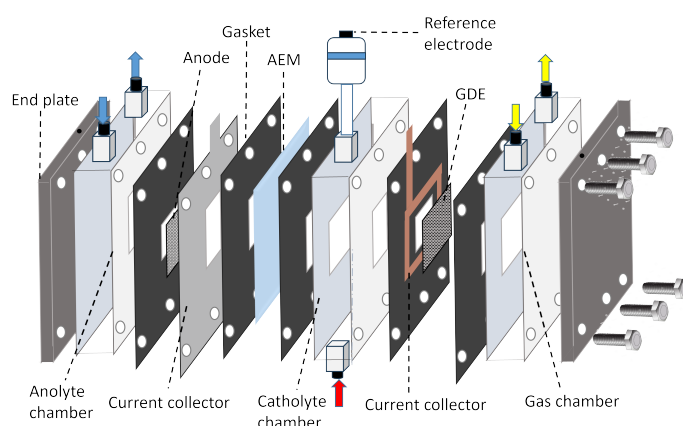 Reference
electrode
Gasket
Anode
AEM
GDE
End plate
Anolyte
chamber
Current collector
Catholyte
chamber
Current collector
Gas chamber